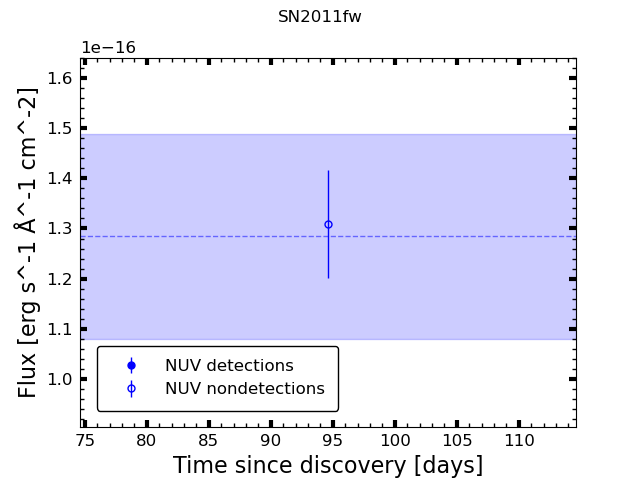 SN2011fw
1e−16
1.6
1.5
1.4
1.3
1.2
1.1
1.0
Flux [erg s^-1 Å^-1 cm^-2]
NUV detections
NUV nondetections
75 80 85 90 95 100 105 110
Time since discovery [days]